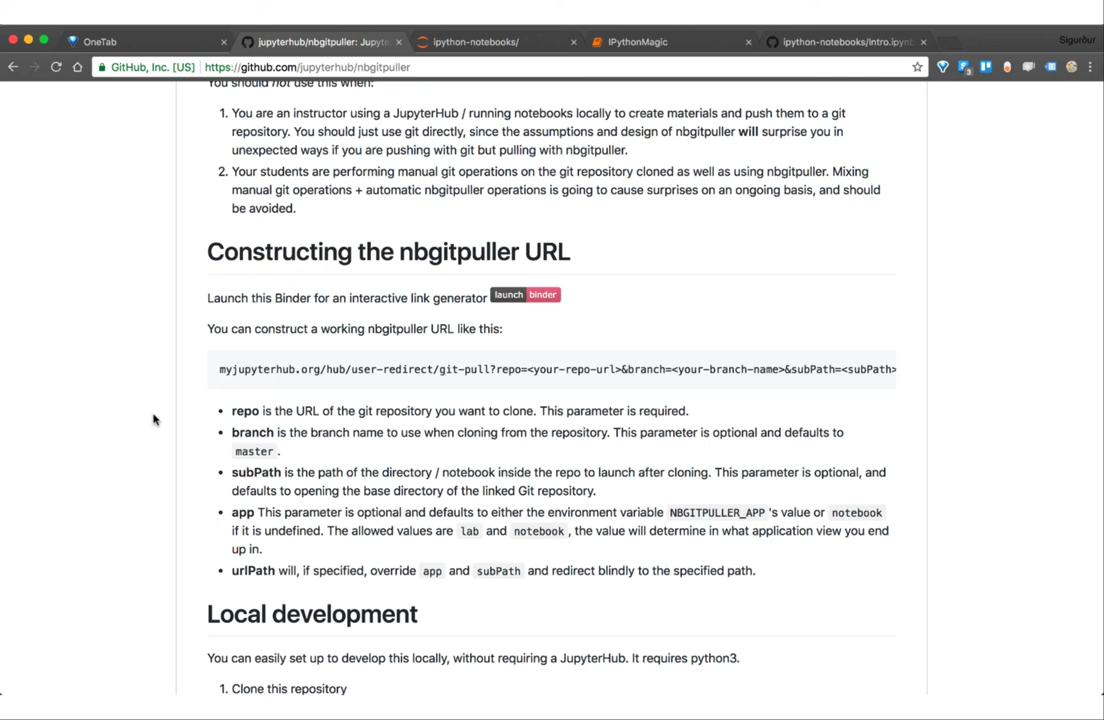 OneTab
jupyterhub/nbgitpuller: Jupyte
ipython-notebooks/
IPythonMagic
ipython-notebooks/Intro.ipynb
Sigurður
GitHub, Inc. [US] https://github.com/jupyterhub/nbgitpuller
3
You should not use this when:
1. You are an instructor using a JupyterHub / running notebooks locally to create materials and push them to a git
repository. You should just use git directly, since the assumptions and design of nbgitpuller will surprise you in
unexpected ways if you are pushing with git but pulling with nbgitpuller.
2. Your students are performing manual git operations on the git repository cloned as well as using nbgitpuller. Mixing
manual git operations + automatic nbgitpuller operations is going to cause surprises on an ongoing basis, and should
be avoided.
Constructing the nbgitpuller URL
Launch this Binder for an interactive link generator launch binder
You can construct a working nbgitpuller URL like this:
myjupyterhub.org/hub/user-redirect/git-pull?repo=<your-repo-url>&branch=<your-branch-name>&subPath=<subPath>
• repo is the URL of the git repository you want to clone. This parameter is required.
• branch is the branch name to use when cloning from the repository. This parameter is optional and defaults to
master .
• subPath is the path of the directory / notebook inside the repo to launch after cloning. This parameter is optional, and
defaults to opening the base directory of the linked Git repository.
• app This parameter is optional and defaults to either the environment variable NBGITPULLER_APP 's value or notebook
if it is undefined. The allowed values are lab and notebook , the value will determine in what application view you end
up in.
• urlPath will, if specified, override app and subPath and redirect blindly to the specified path.
Local development
You can easily set up to develop this locally, without requiring a JupyterHub. It requires python3.
1. Clone this repository